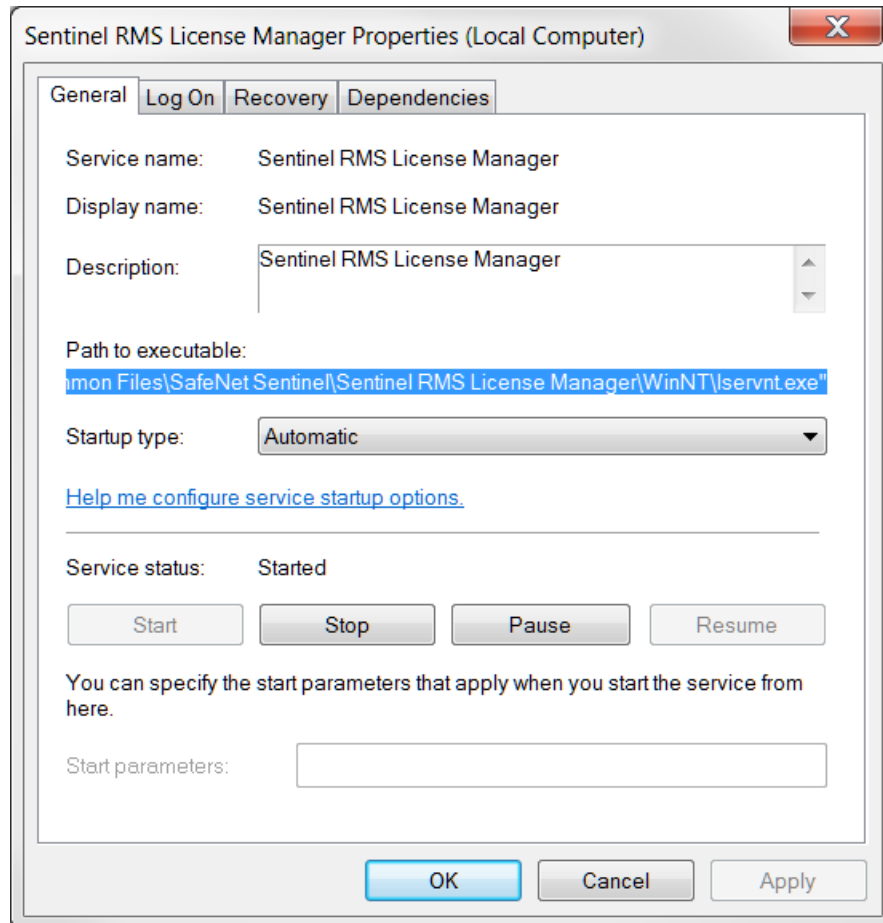 Sentinel RMS License Manager Properties (Local Computer)
General Log On Recovery Dependencies
Service name: Sentinel RMS License Manager
Display name: Sentinel RMS License Manager
Description: Sentinel RMS License Manager
Path to executable:
mon Files\SafeNet Sentinel\Sentinel RMS License Manager\WinNT\lservnt.exe"
Startup type: Automatic
Help me configure service startup options.
Service status: Started
Start Stop Pause Resume
You can specify the start parameters that apply when you start the service from
here.
Start parameters:
OK Cancel Apply